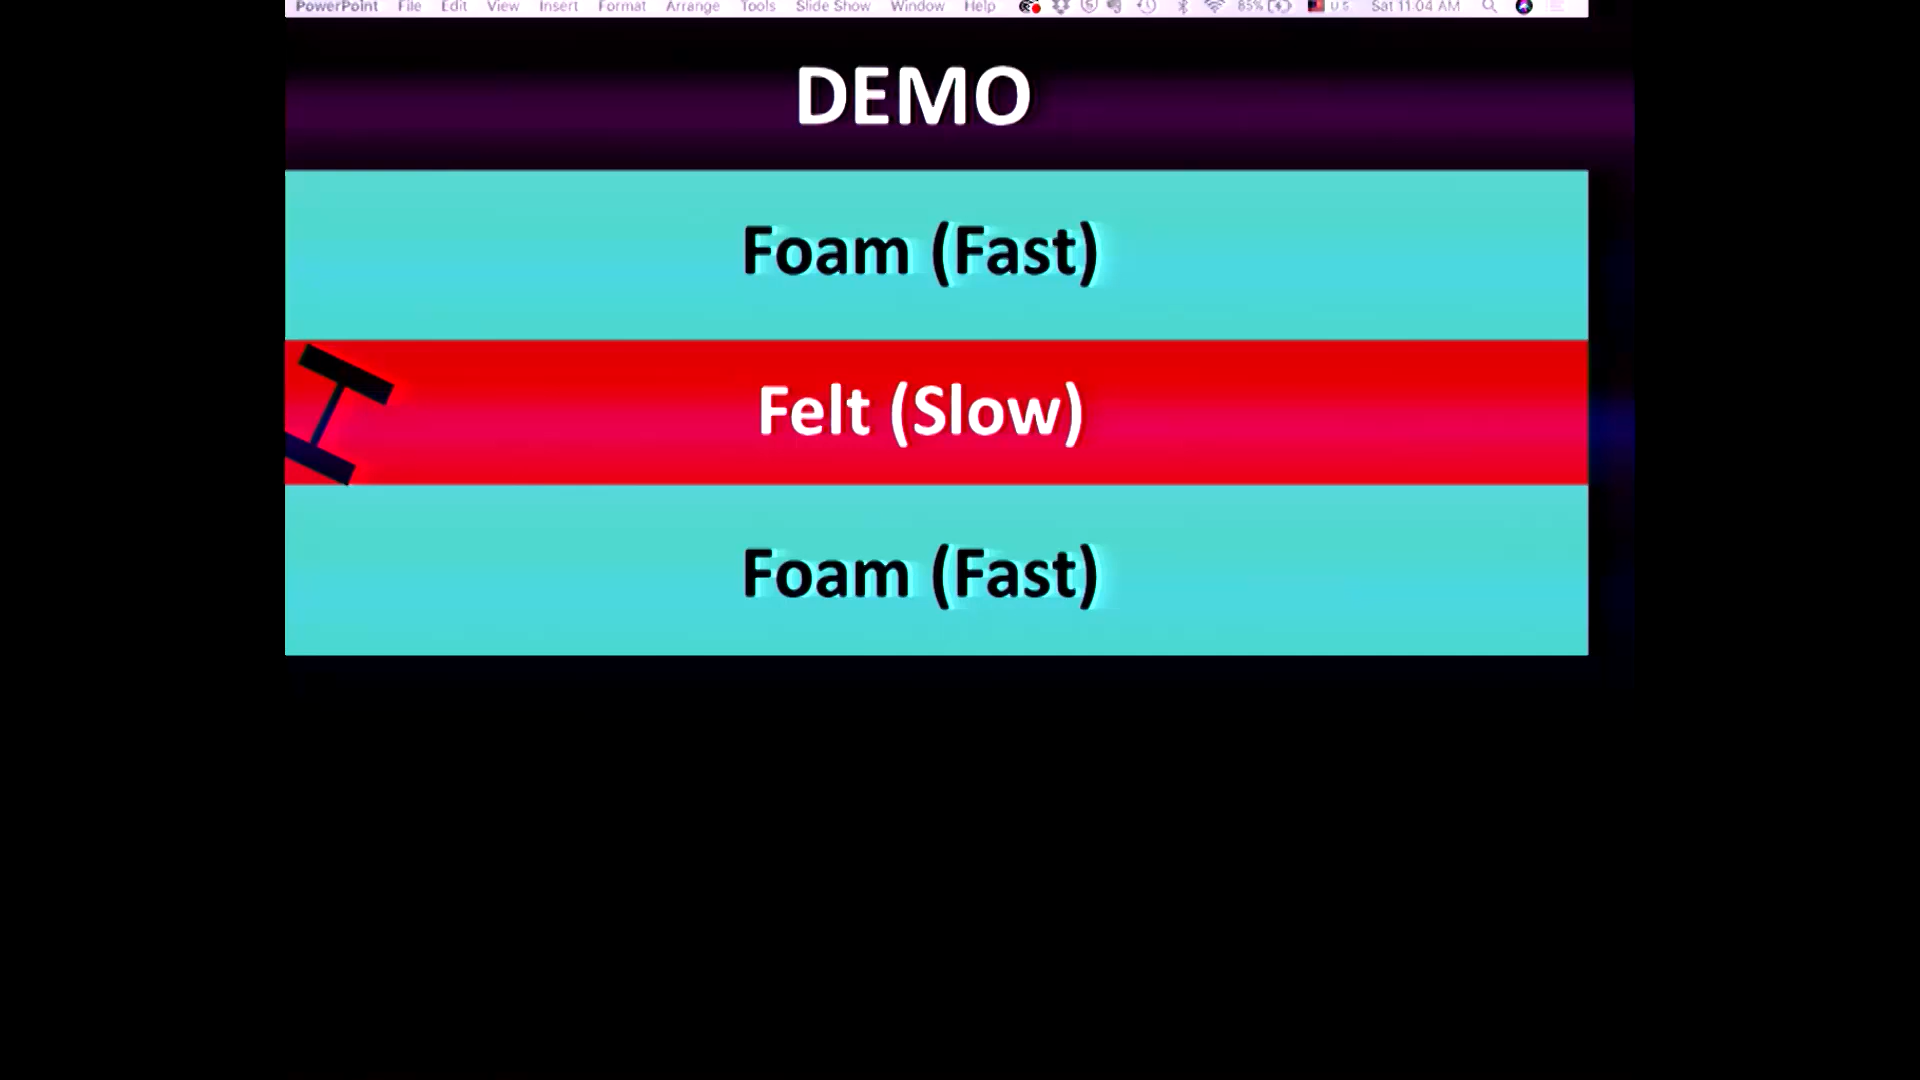 PowerPoint File Edit View Insert Format Arrange Tools Slide Show Window Help 85% U.S. Sat 11:04 AM
DEMO
Foam (Fast)
Felt (Slow)
Foam (Fast)